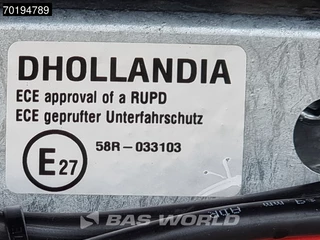 70194789
DHOLLANDIA
ECE approval of a RUPD
ECE geprufter Unterfahrschutz
E27
58R-033103
BAS WORLD